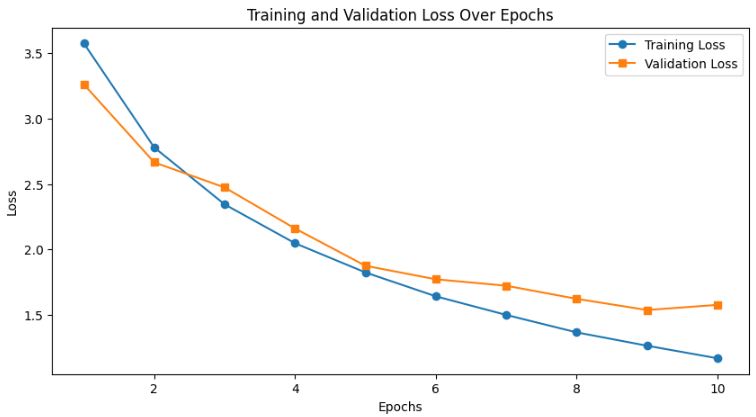 Training and Validation Loss Over Epochs
Training Loss
Validation Loss
Loss
3.5
3.0
2.5
2.0
1.5
2 4 6 8 10
Epochs